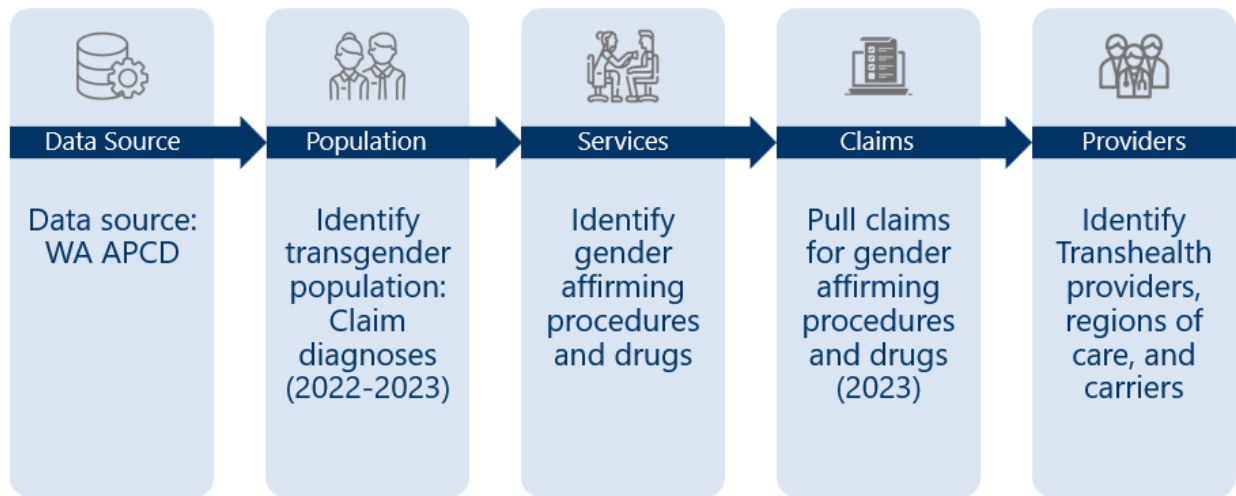 Data Source
Population
Services
Claims
Providers
Data source:
WA APCD
Identify
transgender
population:
Claim
diagnoses
(2022-2023)
Identify
gender
affirming
procedures
and drugs
Pull claims
for gender
affirming
procedures
and drugs
(2023)
Identify
Transhealth
providers,
regions of
care, and
carriers